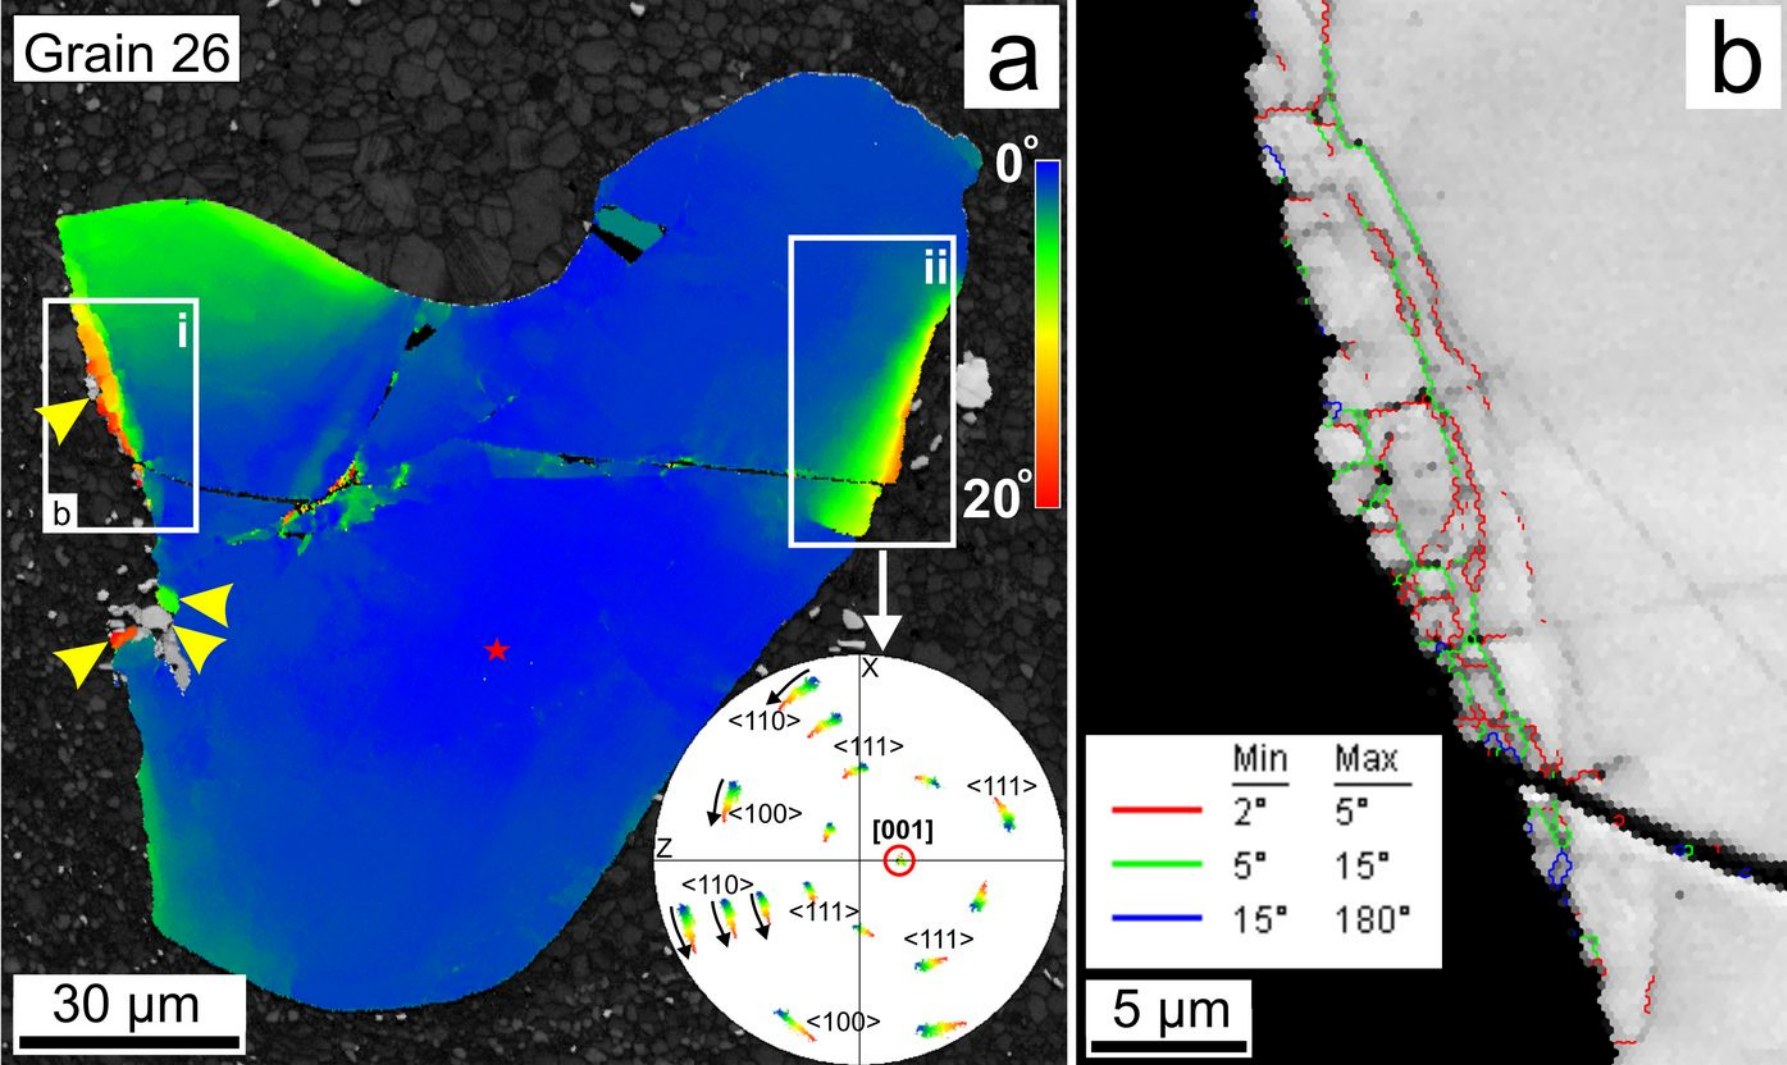 Grain 26
a
b
0°
ii
i
20°
b
X
<110>
<111>
<111>
<100>
[001]
Z
<110>
<111>
<111>
<100>
30 µm
Min Max
2° 5°
5° 15°
15° 180°
5 µm